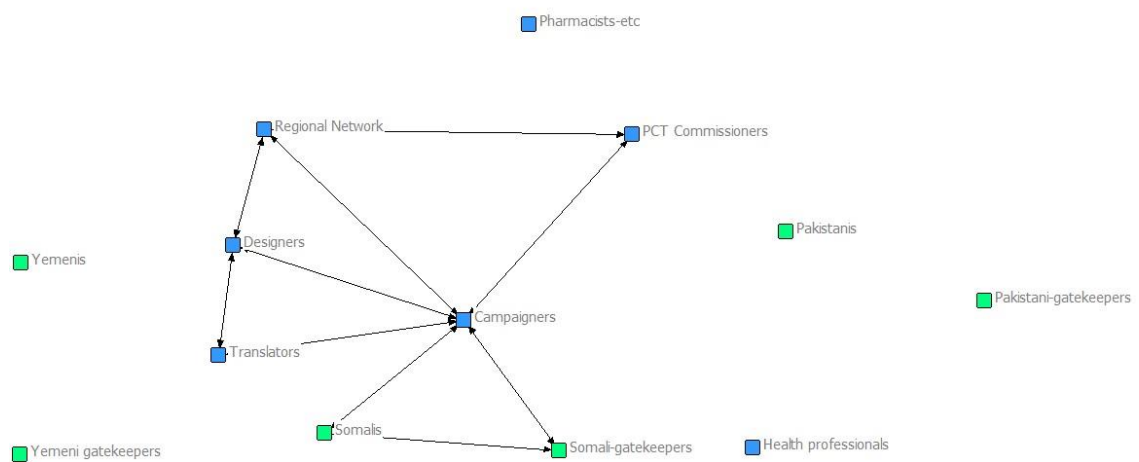 Pharmacists-etc
Regional Network
PCT Commissioners
Pakistanis
Designers
Yemenis
Pakistani-gatekeepers
Campaigners
Translators
Somalis
Somali-gatekeepers
Health professionals
Yemeni gatekeepers